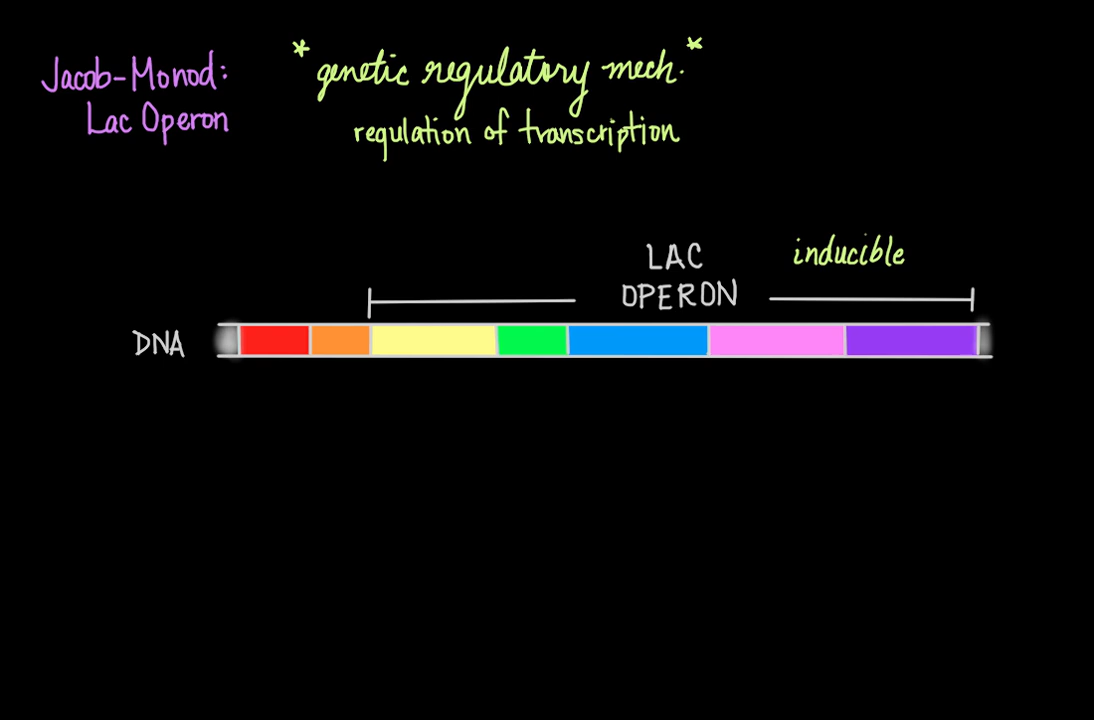 Jacob-Monod:
Lac Operon
*genetic regulatory mech.*
regulation of transcription
LAC
OPERON
inducible
DNA